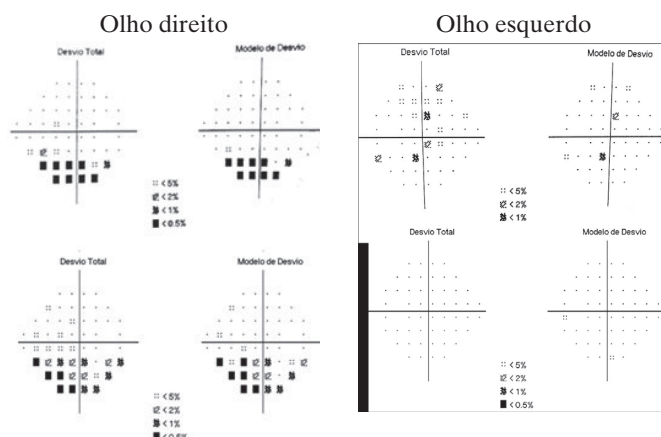 Olho direito
Olho esquerdo
Desvio Total
Modelo de Desvio
:: < 5%
< 2%
< 1%
■ < 0.5%
Desvio Total
Modelo de Desvio
:: < 5%
< 2%
< 1%
■ < 0.5%
Desvio Total
Modelo de Desvio
:: < 5%
< 2%
< 1%
■ < 0.5%
Desvio Total
Modelo de Desvio
:: < 5%
< 2%
< 1%
■ < 0.5%